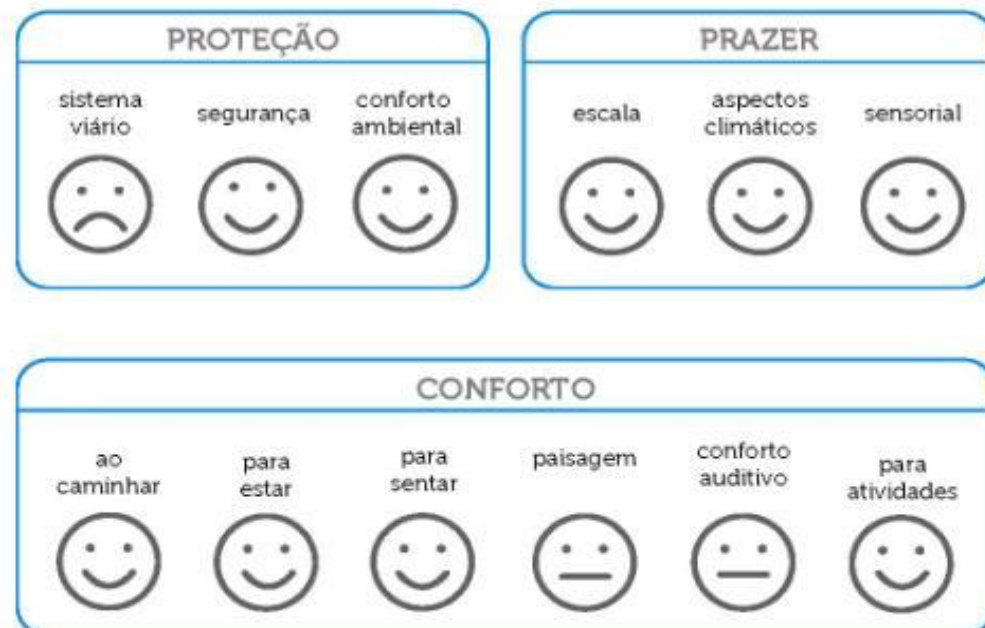 PROTEÇÃO
sistema
viário
segurança
conforto
ambiental
PRAZER
escala
aspectos
climáticos
sensorial
CONFORTO
ao
caminhar
para
estar
para
sentar
paisagem
conforto
auditivo
para
atividades